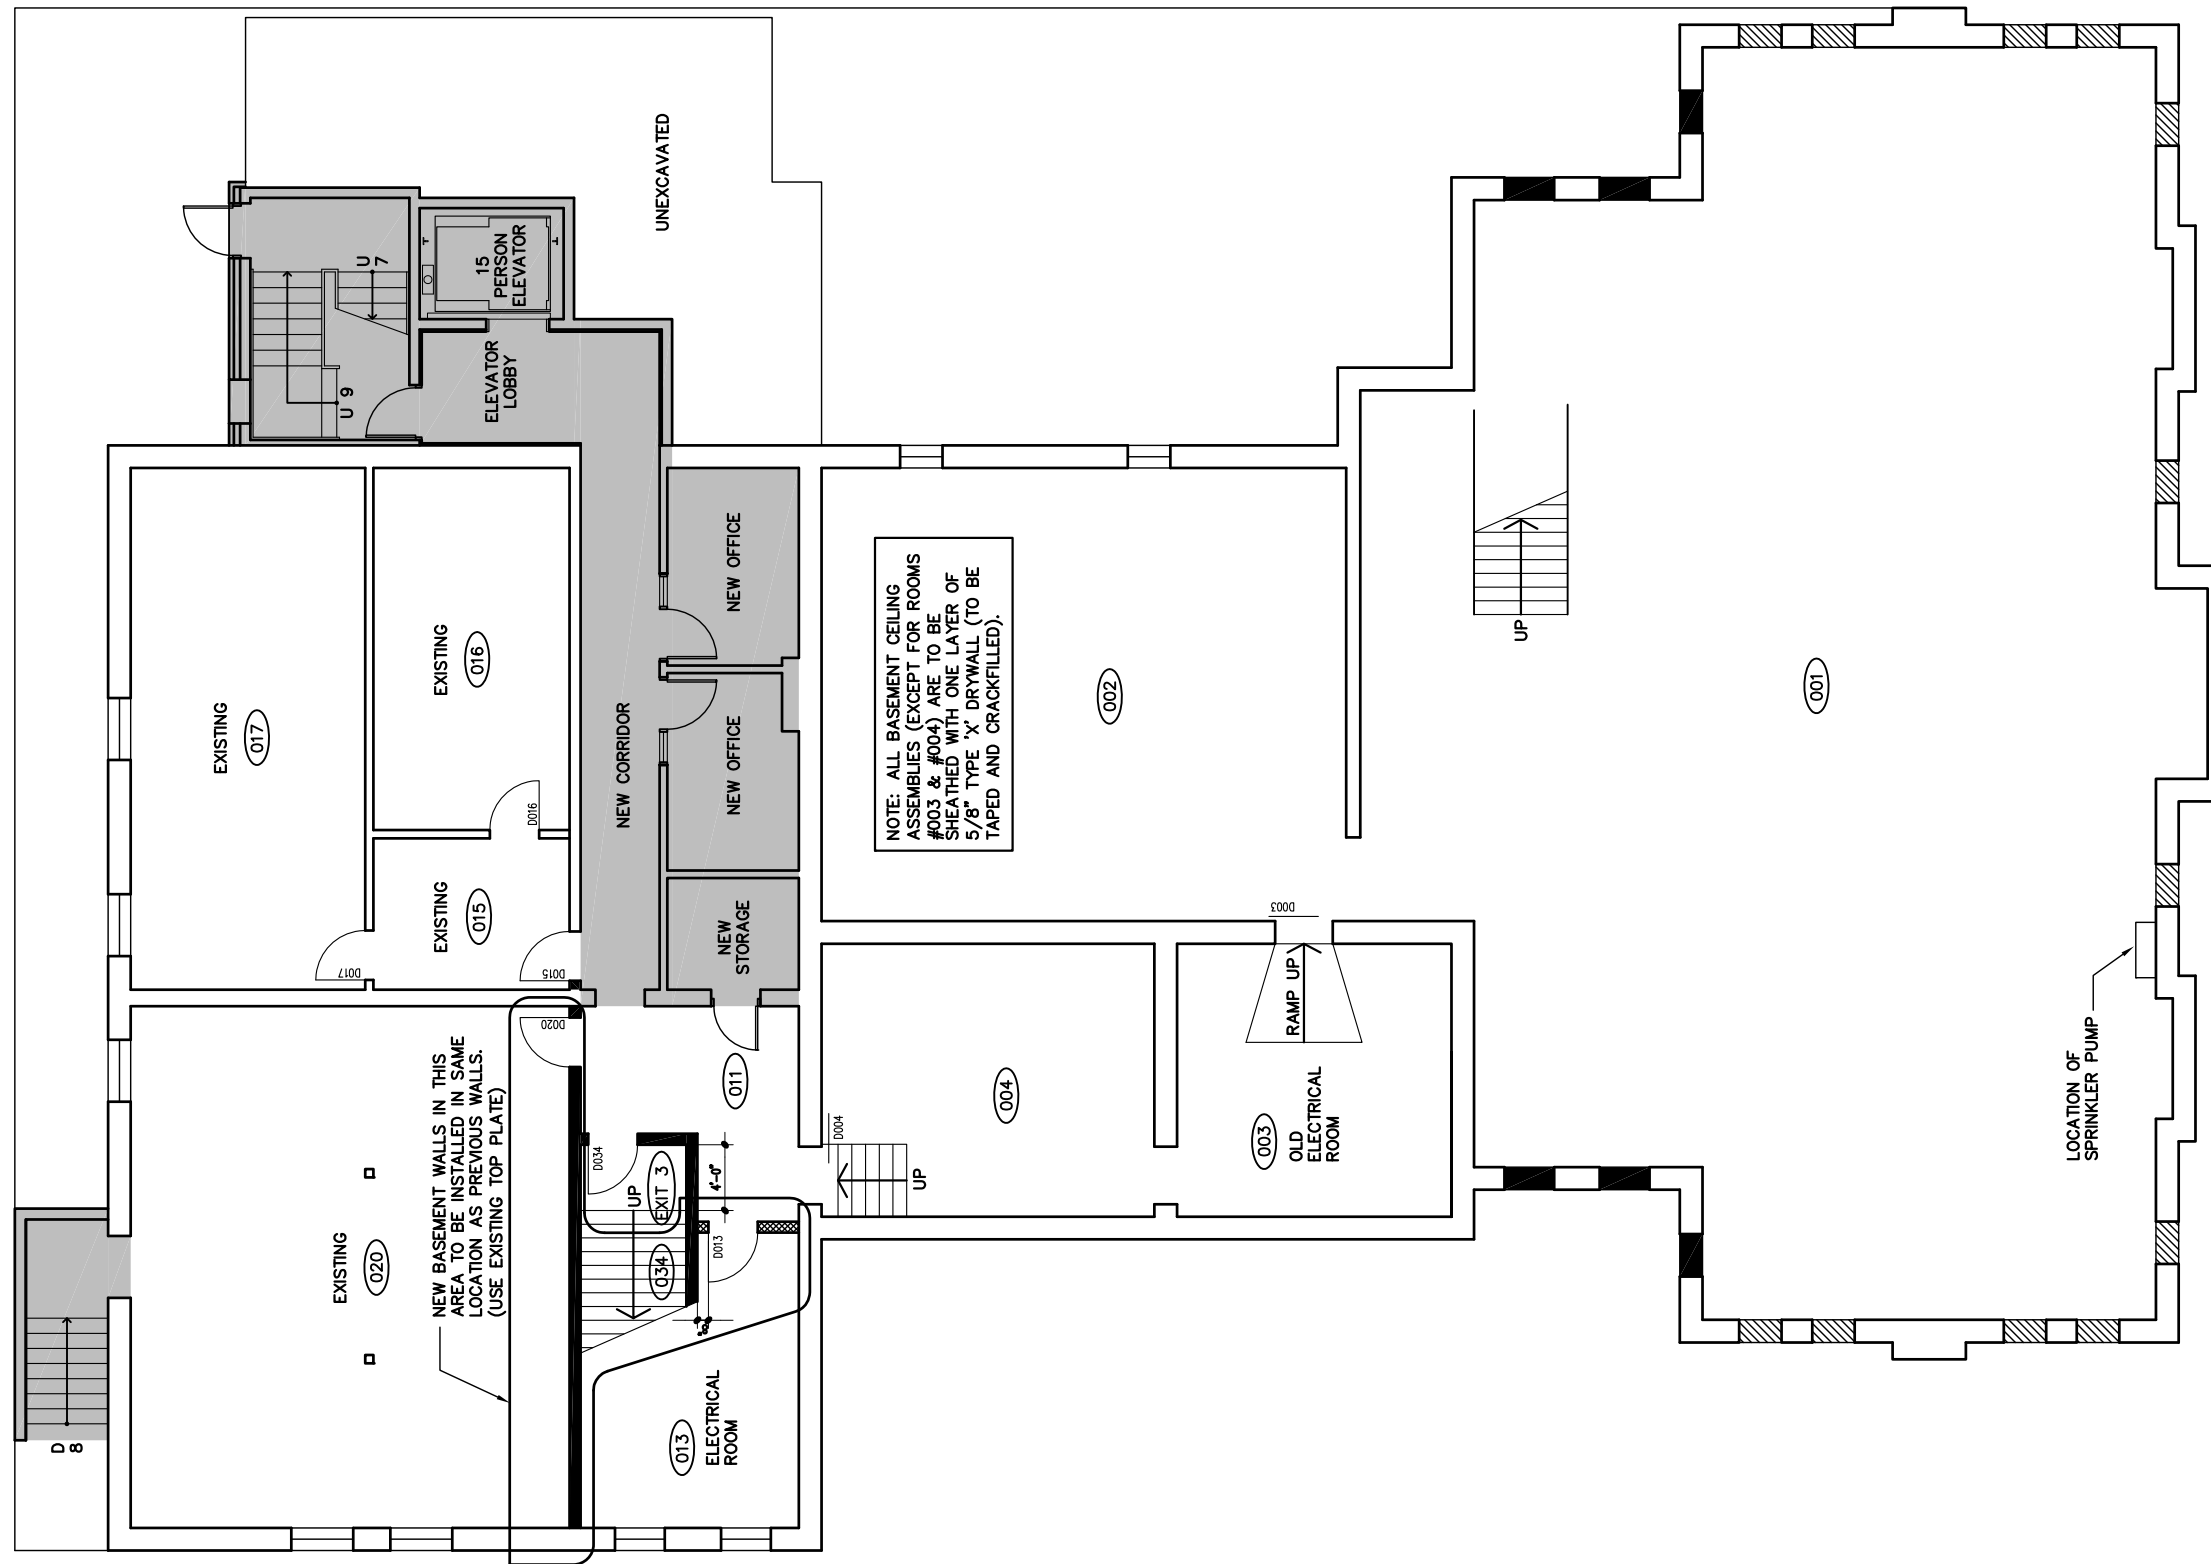 UNEXCAVATED
15
PERSON
ELEVATOR
U
7
U 9
ELEVATOR
LOBBY
EXISTING
017
EXISTING
016
D016
EXISTING
015
D017
D015
NEW CORRIDOR
NEW OFFICE
NEW OFFICE
NEW
STORAGE
NOTE: ALL BASEMENT CEILING
ASSEMBLIES (EXCEPT FOR ROOMS
#003 & #004) ARE TO BE
SHEATHED WITH ONE LAYER OF
5/8" TYPE 'X' DRYWALL (TO BE
TAPED AND CRACKFILLED).
002
UP
001
D003
RAMP UP
003
OLD
ELECTRICAL
ROOM
004
D004
UP
LOCATION OF
SPRINKLER PUMP
D020
NEW BASEMENT WALLS IN THIS
AREA TO BE INSTALLED IN SAME
LOCATION AS PREVIOUS WALLS.
(USE EXISTING TOP PLATE)
EXISTING
020
011
D034
UP
EXIT 3
4'-0"
034
D013
013
ELECTRICAL
ROOM
D
8